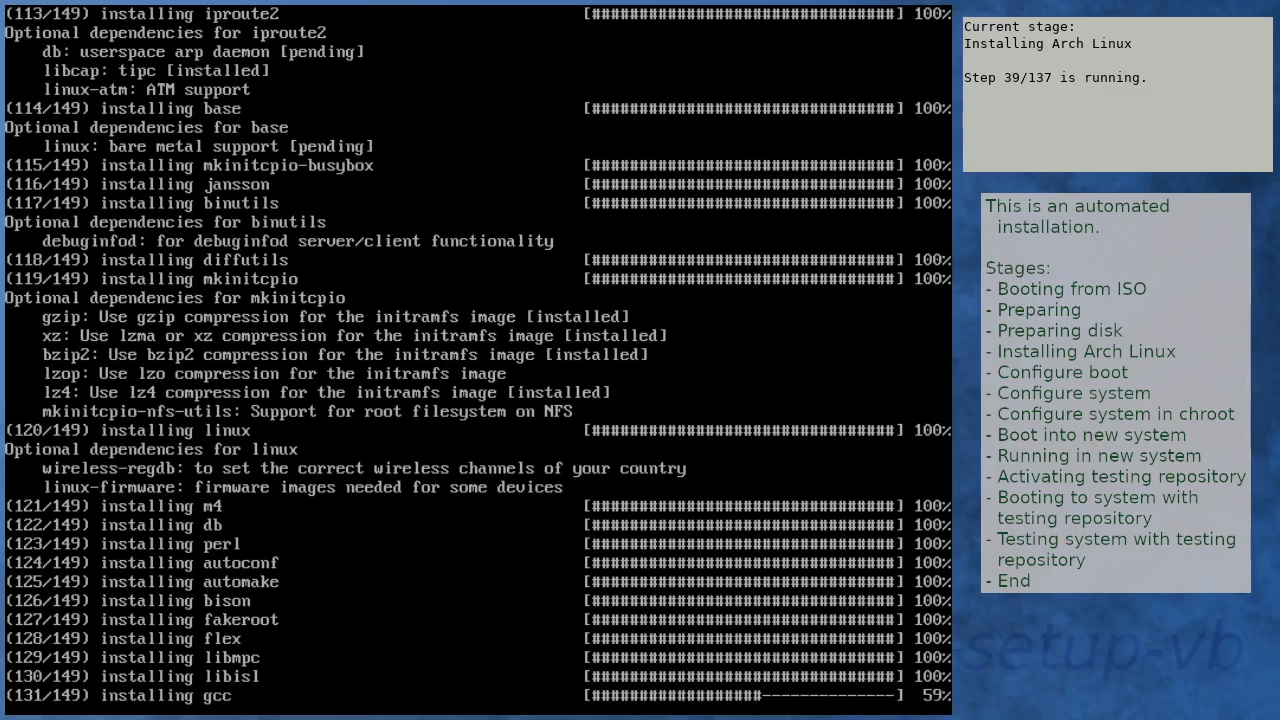 (113/149) installing iproute2 [################################] 100%
Optional dependencies for iproute2
    db: userspace arp daemon [pending]
    libcap: tipc [installed]
    linux-atm: ATM support
(114/149) installing base [################################] 100%
Optional dependencies for base
    linux: bare metal support [pending]
(115/149) installing mkinitcpio-busybox [################################] 100%
(116/149) installing jansson [################################] 100%
(117/149) installing binutils [################################] 100%
Optional dependencies for binutils
    debuginfod: for debuginfod server/client functionality
(118/149) installing diffutils [################################] 100%
(119/149) installing mkinitcpio [################################] 100%
Optional dependencies for mkinitcpio
    gzip: Use gzip compression for the initramfs image [installed]
    xz: Use lzma or xz compression for the initramfs image [installed]
    bzip2: Use bzip2 compression for the initramfs image [installed]
    lzop: Use lzo compression for the initramfs image
    lz4: Use lz4 compression for the initramfs image [installed]
    mkinitcpio-nfs-utils: Support for root filesystem on NFS
(120/149) installing linux [################################] 100%
Optional dependencies for linux
    wireless-regdb: to set the correct wireless channels of your country
    linux-firmware: firmware images needed for some devices
(121/149) installing m4 [################################] 100%
(122/149) installing db [################################] 100%
(123/149) installing perl [################################] 100%
(124/149) installing autoconf [################################] 100%
(125/149) installing automake [################################] 100%
(126/149) installing bison [################################] 100%
(127/149) installing fakeroot [################################] 100%
(128/149) installing flex [################################] 100%
(129/149) installing libmpc [################################] 100%
(130/149) installing libisl [################################] 100%
(131/149) installing gcc [##################--------------] 59%
Current stage:
Installing Arch Linux
Step 39/137 is running.
This is an automated
installation.
Stages:
- Booting from ISO
- Preparing
- Preparing disk
- Installing Arch Linux
- Configure boot
- Configure system
- Configure system in chroot
- Boot into new system
- Running in new system
- Activating testing repository
- Booting to system with
testing repository
- Testing system with testing
repository
- End
setup-vb